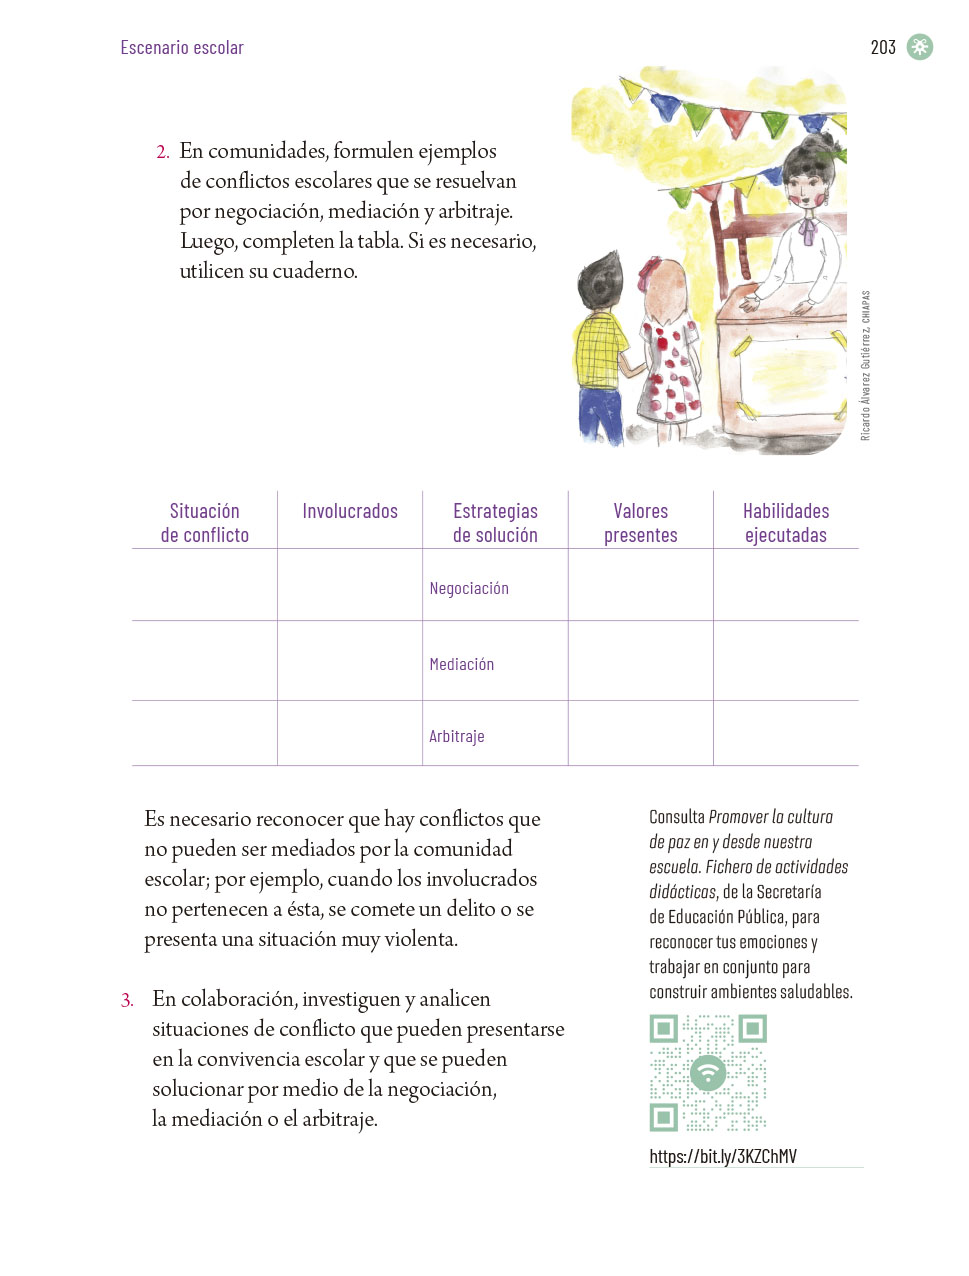 Escenario escolar
203
2. En comunidades, formulen ejemplos
de conflictos escolares que se resuelvan
por negociación, mediación y arbitraje.
Luego, completen la tabla. Si es necesario,
utilicen su cuaderno.
Ricardo Álvarez Gutiérrez, CHIAPAS
Situación
de conflicto
Involucrados
Estrategias
de solución
Valores
presentes
Habilidades
ejecutadas
Negociación
Mediación
Arbitraje
Es necesario reconocer que hay conflictos que
no pueden ser mediados por la comunidad
escolar; por ejemplo, cuando los involucrados
no pertenecen a ésta, se comete un delito o se
presenta una situación muy violenta.
3. En colaboración, investiguen y analicen
situaciones de conflicto que pueden presentarse
en la convivencia escolar y que se pueden
solucionar por medio de la negociación,
la mediación o el arbitraje.
Consulta Promover la cultura
de paz en y desde nuestra
escuela. Fichero de actividades
didácticas, de la Secretaría
de Educación Pública, para
reconocer tus emociones y
trabajar en conjunto para
construir ambientes saludables.
https://bit.ly/3KZChMV